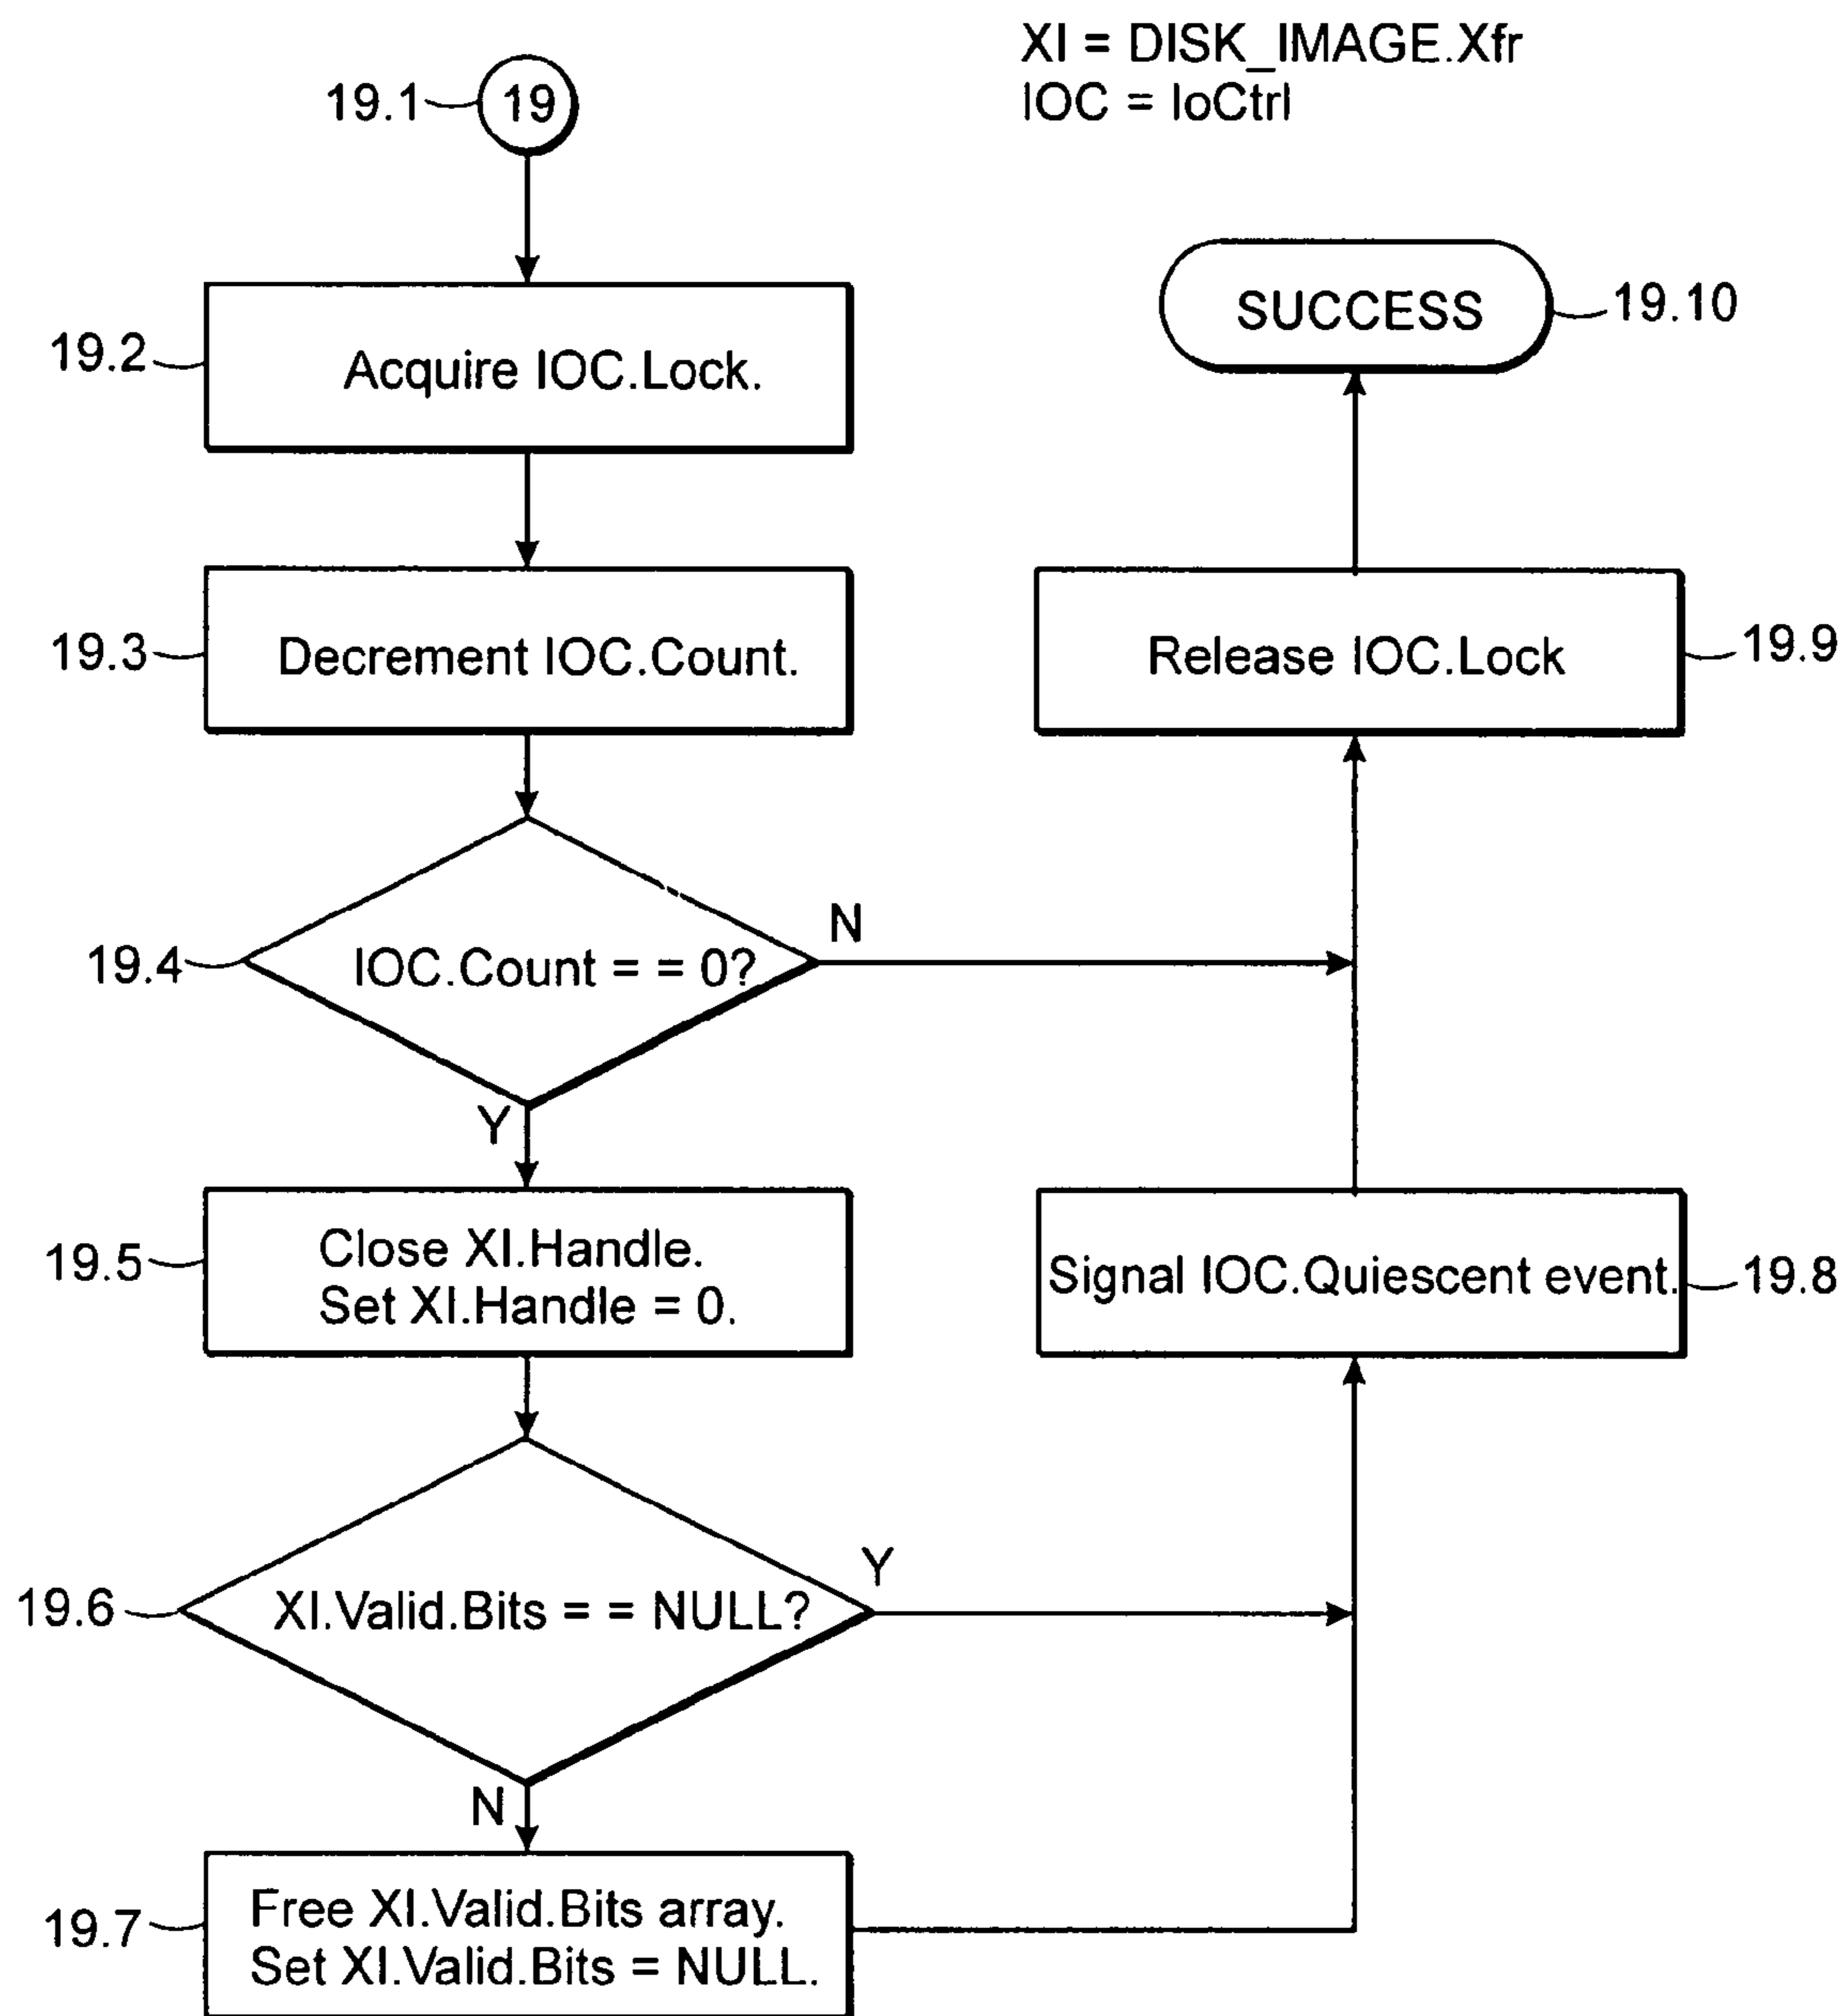 XI = DISK_IMAGE.Xfr
IOC = IoCtrl
19.1
19
19.2
Acquire IOC.Lock.
19.3
Decrement IOC.Count.
19.4
IOC.Count = = 0?
N
Y
19.5
Close XI.Handle.
Set XI.Handle = 0.
19.6
XI.Valid.Bits = = NULL?
Y
N
19.7
Free XI.Valid.Bits array.
Set XI.Valid.Bits = NULL.
Signal IOC.Quiescent event.
19.8
Release IOC.Lock
19.9
SUCCESS
19.10